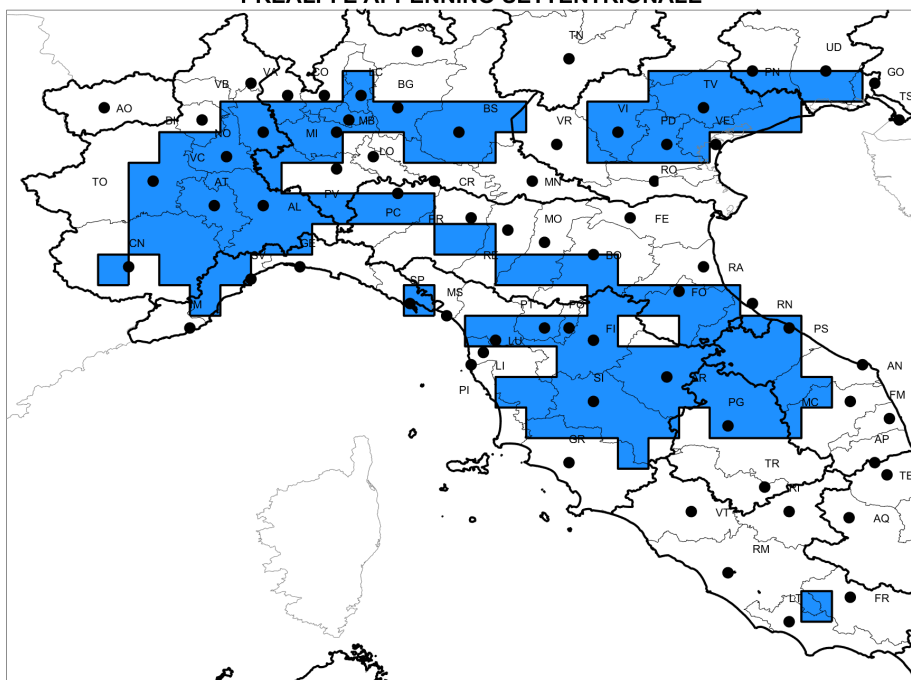 PREALPI E APPENNINO SETTENTRIONALE
SO
TN
UD
VB
VA
CO
LC
BG
TV
PN
GO
AO
BI
NO
MI
MB
BS
VR
VI
PD
VE
TS
TO
VC
AT
LO
PV
CR
MN
RO
AL
PC
PR
MO
FE
CN
GE
SV
RE
BO
RA
IM
SP
MS
PT
PO
FO
RN
LU
FI
PS
LI
PI
SI
AR
PG
MC
AN
FM
GR
AP
TR
TE
RI
VT
AQ
RM
LT
FR